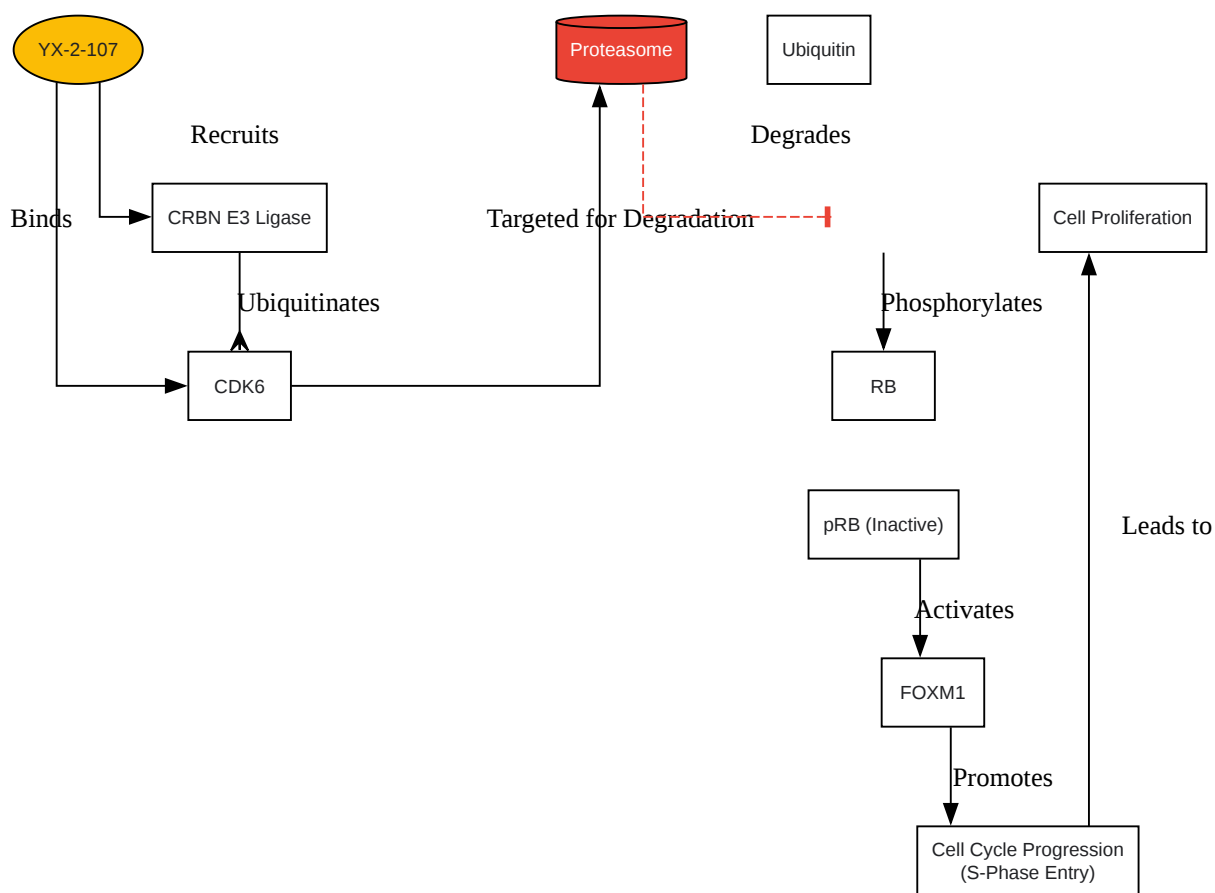 YX-2-107
Proteasome
Ubiquitin
Recruits
Degrades
Binds
CRBN E3 Ligase
Targeted for Degradation
Cell Proliferation
Ubiquitinates
Phosphorylates
CDK6
RB
pRB (Inactive)
Leads to
Activates
FOXM1
Promotes
Cell Cycle Progression
(S-Phase Entry)